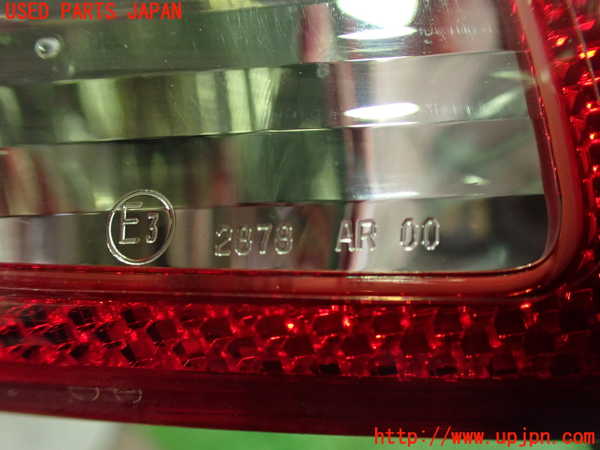 USED PARTS JAPAN
E3 2878 AR 00
http://www.upjpn.com/